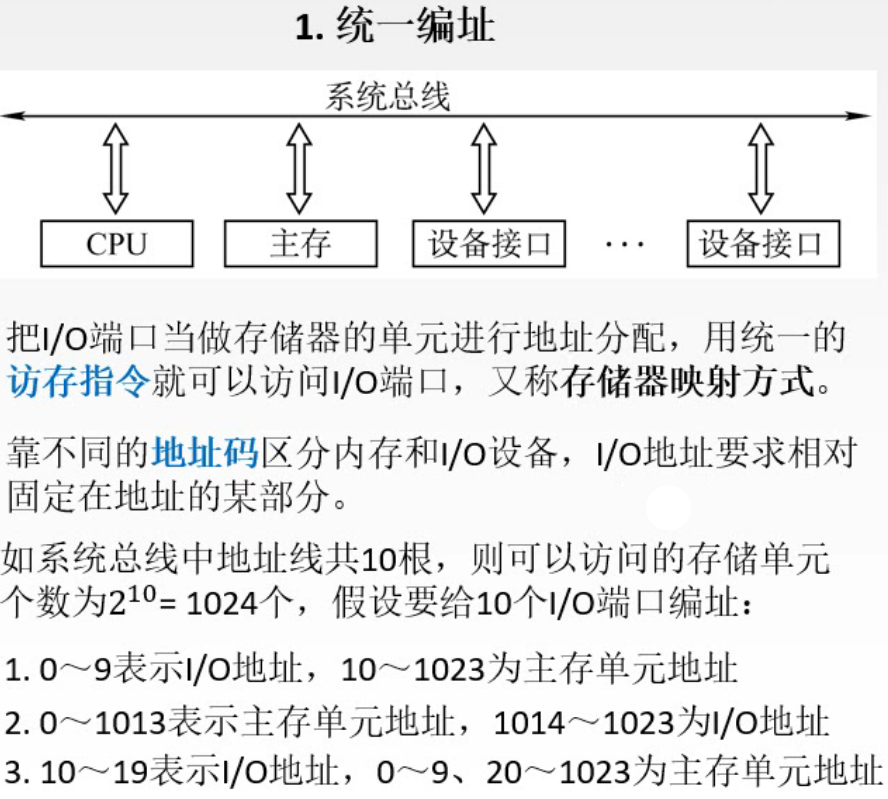 1. 统一编址
系统总线
CPU
主存
设备接口
···
设备接口
把I/O端口当做存储器的单元进行地址分配，用统一的
访存指令就可以访问I/O端口，又称存储器映射方式。
靠不同的地址码区分内存和I/O设备，I/O地址要求相对
固定在地址的某部分。
如系统总线中地址线共10根，则可以访问的存储单元
个数为2¹⁰= 1024个，假设要给10个I/O端口编址：
1. 0～9表示I/O地址，10～1023为主存单元地址
2. 0～1013表示主存单元地址，1014～1023为I/O地址
3. 10～19表示I/O地址，0～9、20～1023为主存单元地址